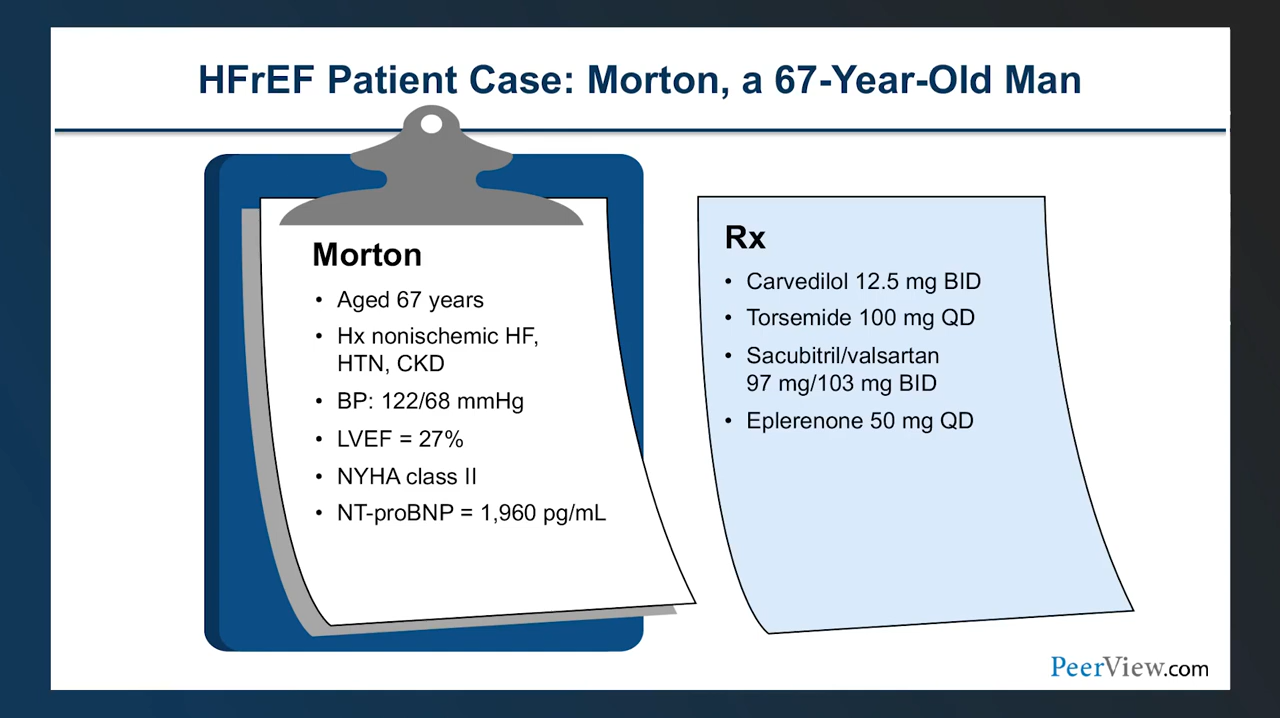 HFrEF Patient Case: Morton, a 67-Year-Old Man
Morton
• Aged 67 years
• Hx nonischemic HF,
HTN, CKD
• BP: 122/68 mmHg
• LVEF = 27%
• NYHA class II
• NT-proBNP = 1,960 pg/mL
Rx
• Carvedilol 12.5 mg BID
• Torsemide 100 mg QD
• Sacubitril/valsartan
97 mg/103 mg BID
• Eplerenone 50 mg QD
PeerView.com